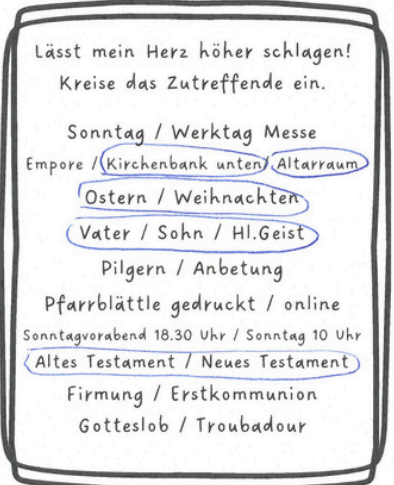 Lässt mein Herz höher schlagen!
Kreise das Zutreffende ein.
Sonntag / Werktag Messe
Empore / Kirchenbank unten / Altarraum
Ostern / Weihnachten
Vater / Sohn / Hl.Geist
Pilgern / Anbetung
Pfarrblättle gedruckt / online
Sonntagvorabend 18.30 Uhr / Sonntag 10 Uhr
Altes Testament / Neues Testament
Firmung / Erstkommunion
Gotteslob / Troubadour